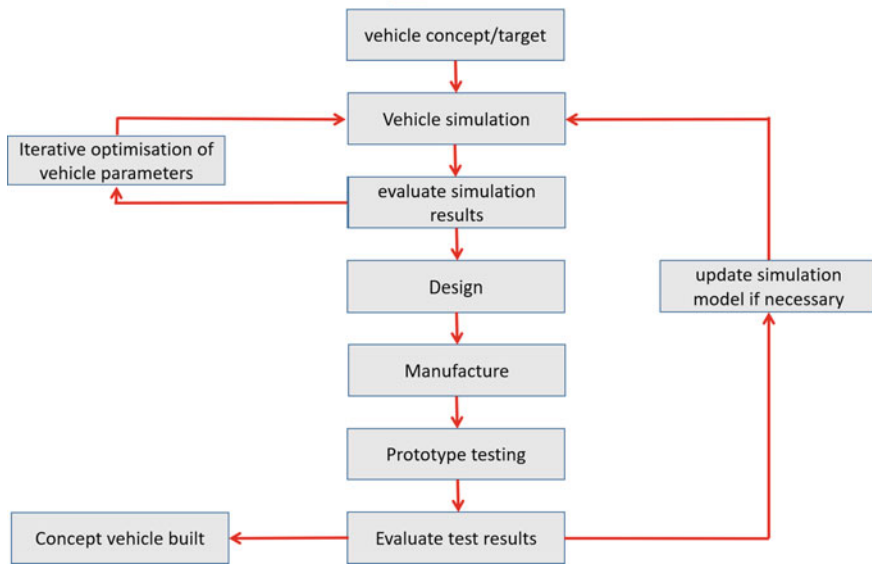 vehicle concept/target
Vehicle simulation
Iterative optimisation of
vehicle parameters
evaluate simulation
results
Design
update simulation
model if necessary
Manufacture
Prototype testing
Concept vehicle built
Evaluate test results